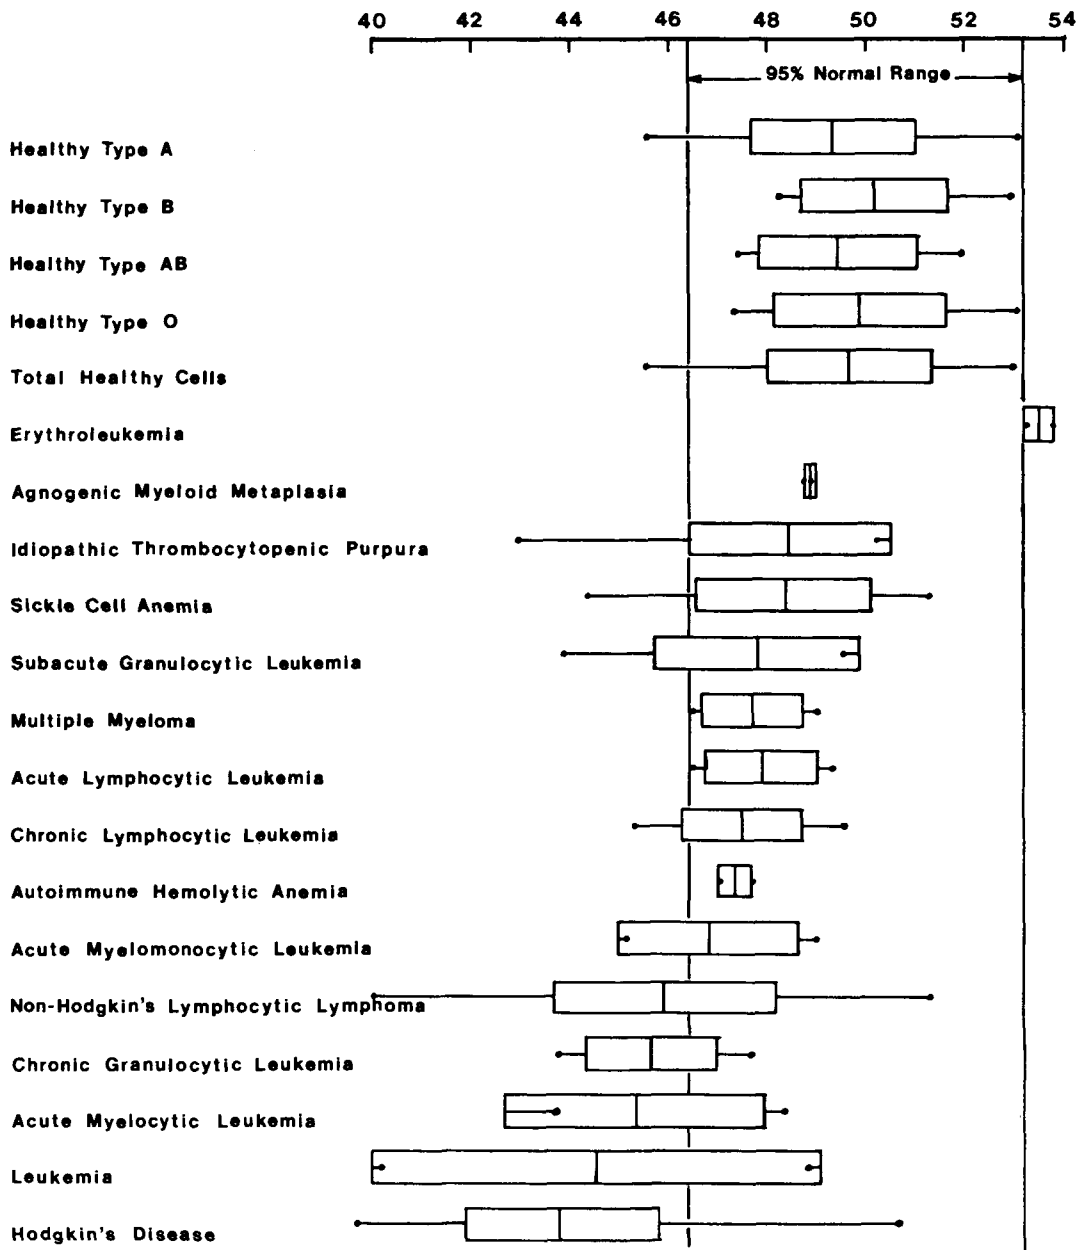 40 42 44 46 48 50 52 54
95% Normal Range
Healthy Type A
Healthy Type B
Healthy Type AB
Healthy Type O
Total Healthy Cells
Erythroleukemia
Agnogenic Myeloid Metaplasia
Idiopathic Thrombocytopenic Purpura
Sickle Cell Anemia
Subacute Granulocytic Leukemia
Multiple Myeloma
Acute Lymphocytic Leukemia
Chronic Lymphocytic Leukemia
Autoimmune Hemolytic Anemia
Acute Myelomonocytic Leukemia
Non-Hodgkin's Lymphocytic Lymphoma
Chronic Granulocytic Leukemia
Acute Myelocytic Leukemia
Leukemia
Hodgkin's Disease